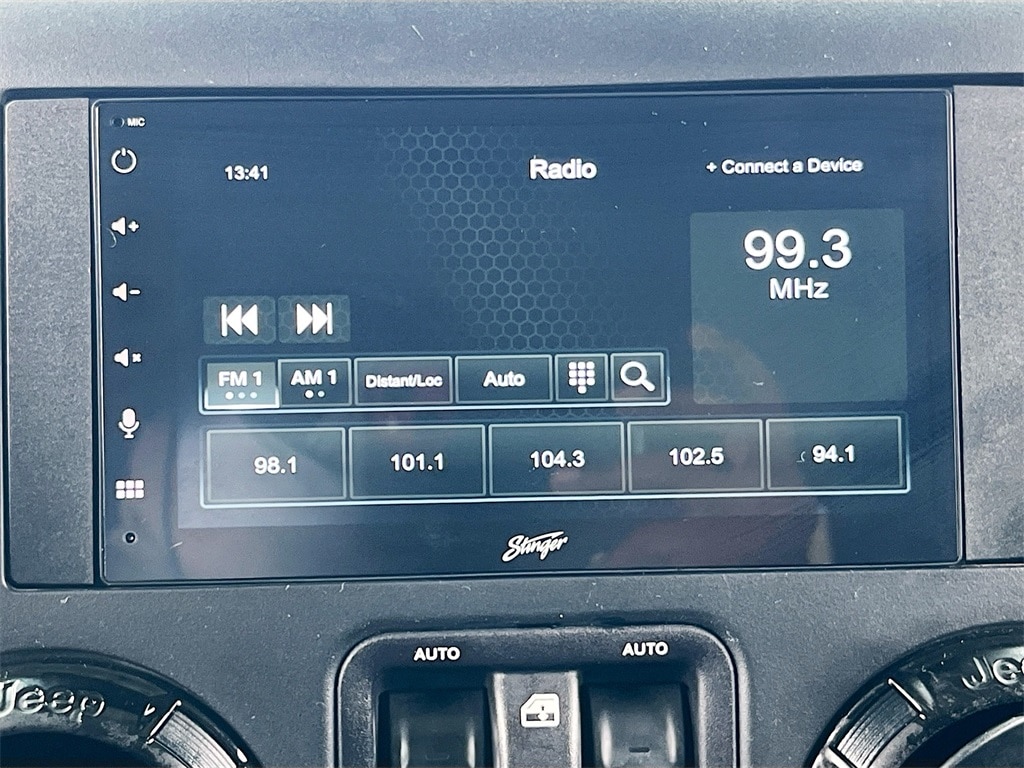 MIC
13:41
Radio
+ Connect a Device
99.3
MHz
FM 1
AM 1
Distant/Loc
Auto
98.1
101.1
104.3
102.5
94.1
Stinger
AUTO
AUTO
Jeep